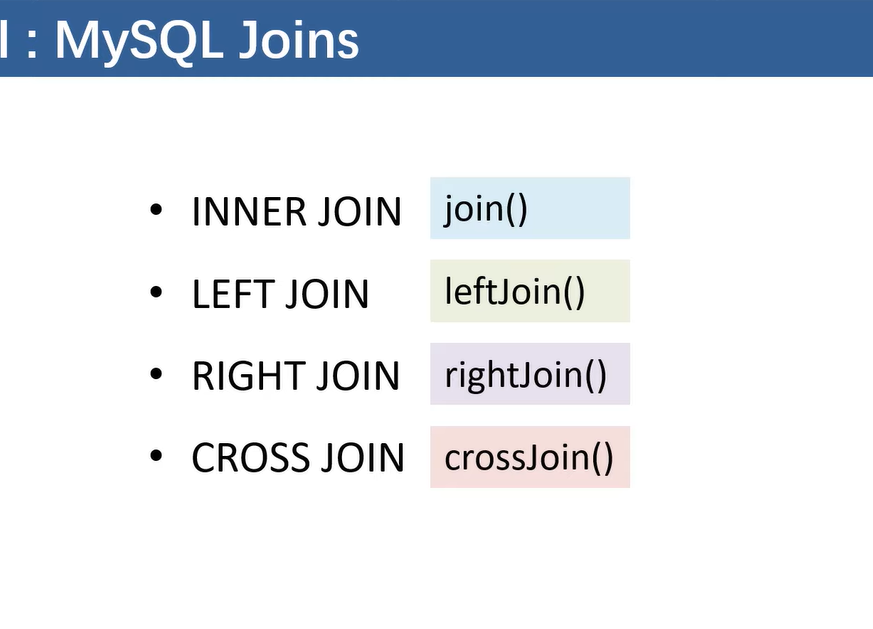 l : MySQL Joins
• INNER JOIN join()
• LEFT JOIN leftJoin()
• RIGHT JOIN rightJoin()
• CROSS JOIN crossJoin()